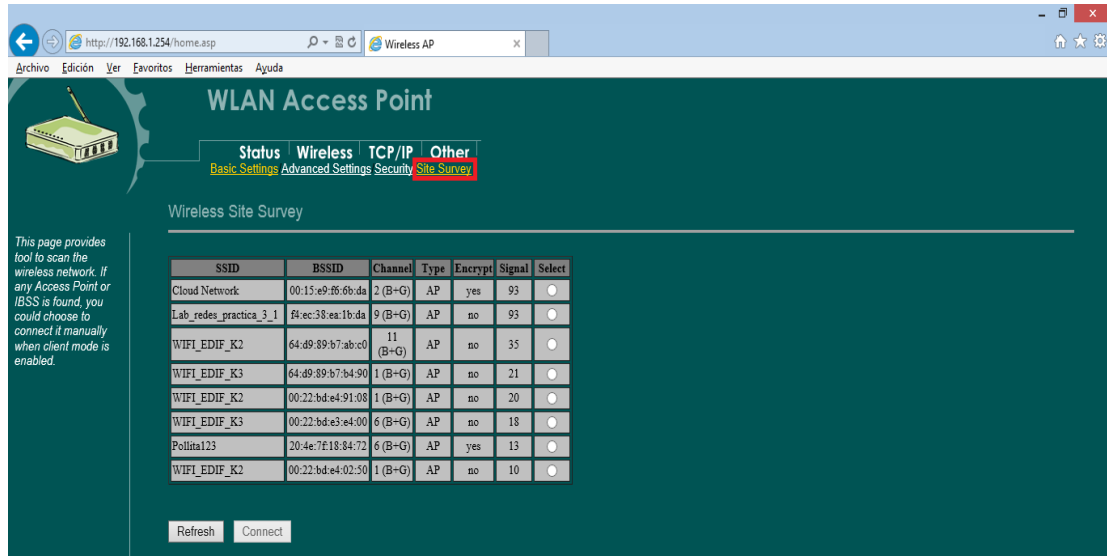 http://192.168.1.254/home.asp
Wireless AP
Archivo Edición Ver Favoritos Herramientas Ayuda
WLAN Access Point
Status Wireless TCP/IP Other
Basic Settings Advanced Settings Security Site Survey
Wireless Site Survey
This page provides
tool to scan the
wireless network. If
any Access Point or
IBSS is found, you
could choose to
connect it manually
when client mode is
enabled.
SSID BSSID Channel Type Encrypt Signal Select
Cloud Network 00:15:e9:f6:6b:da 2 (B+G) AP yes 93
Lab_redes_practica_3_1 f4:ec:38:ea:1b:da 9 (B+G) AP no 93
WIFI_EDIF_K2 64:d9:89:b7:ab:c0 11 (B+G) AP no 35
WIFI_EDIF_K3 64:d9:89:b7:b4:90 1 (B+G) AP no 21
WIFI_EDIF_K2 00:22:bd:e4:91:08 1 (B+G) AP no 20
WIFI_EDIF_K3 00:22:bd:e3:e4:00 6 (B+G) AP no 18
Pollita123 20:4e:7f:18:84:72 6 (B+G) AP yes 13
WIFI_EDIF_K2 00:22:bd:e4:02:50 1 (B+G) AP no 10
Refresh Connect